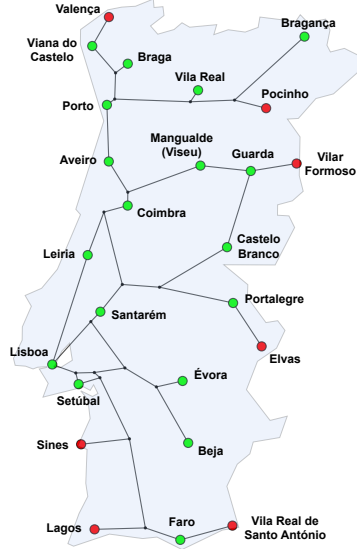 Valença
Bragança
Viana do
Castelo
Braga
Vila Real
Pocinho
Porto
Mangualde
(Viseu)
Guarda
Aveiro
Vilar
Formoso
Coimbra
Leiria
Castelo
Branco
Portalegre
Santarém
Lisboa
Elvas
Évora
Setúbal
Sines
Beja
Lagos
Faro
Vila Real de
Santo António